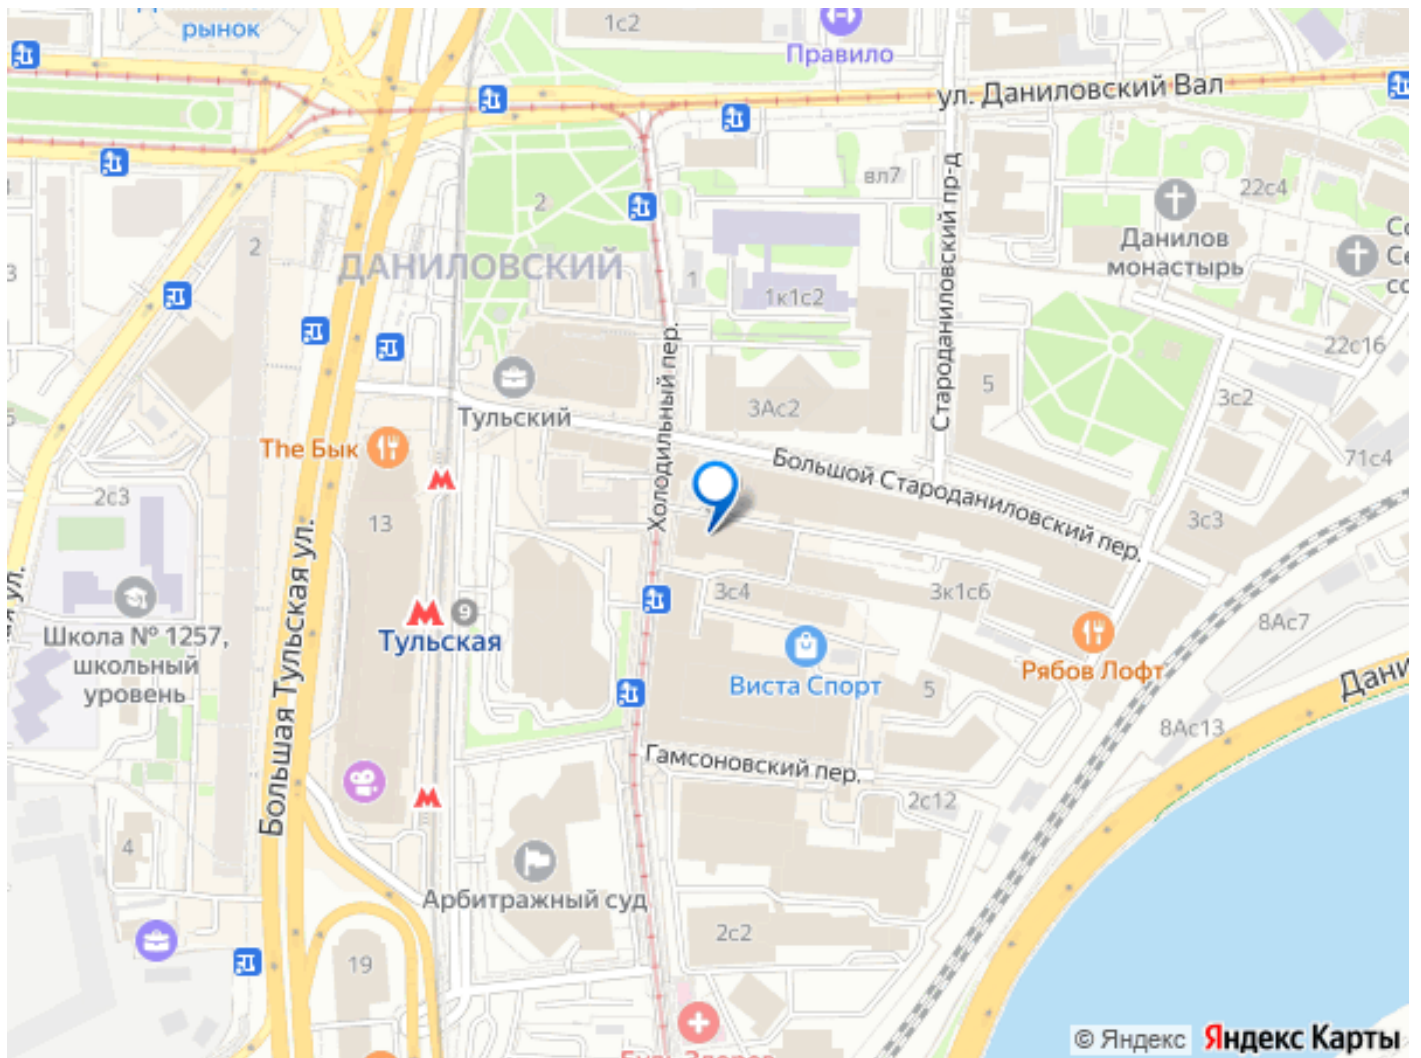 рынок
1с2
Правило
ул. Даниловский Вал
вл7
Староданиловский пр-д
22с4
2
Данилов
монастырь
2
ДАНИЛОВСКИЙ
1
1к1с2
3
22с16
Холодильный пер.
5
3с2
Тульский
3Ас2
The Бык
Большой Староданиловский пер.
71с4
2с3
13
3с3
Большая Тульская ул.
3с4
3к1с6
9
Тульская
8Ас7
Школа № 1257,
школьный
уровень
Виста Спорт
5
Рябов Лофт
8Ас13
Гамсоновский пер.
2с12
4
Арбитражный суд
2с2
19
© Яндекс
Яндекс Карты